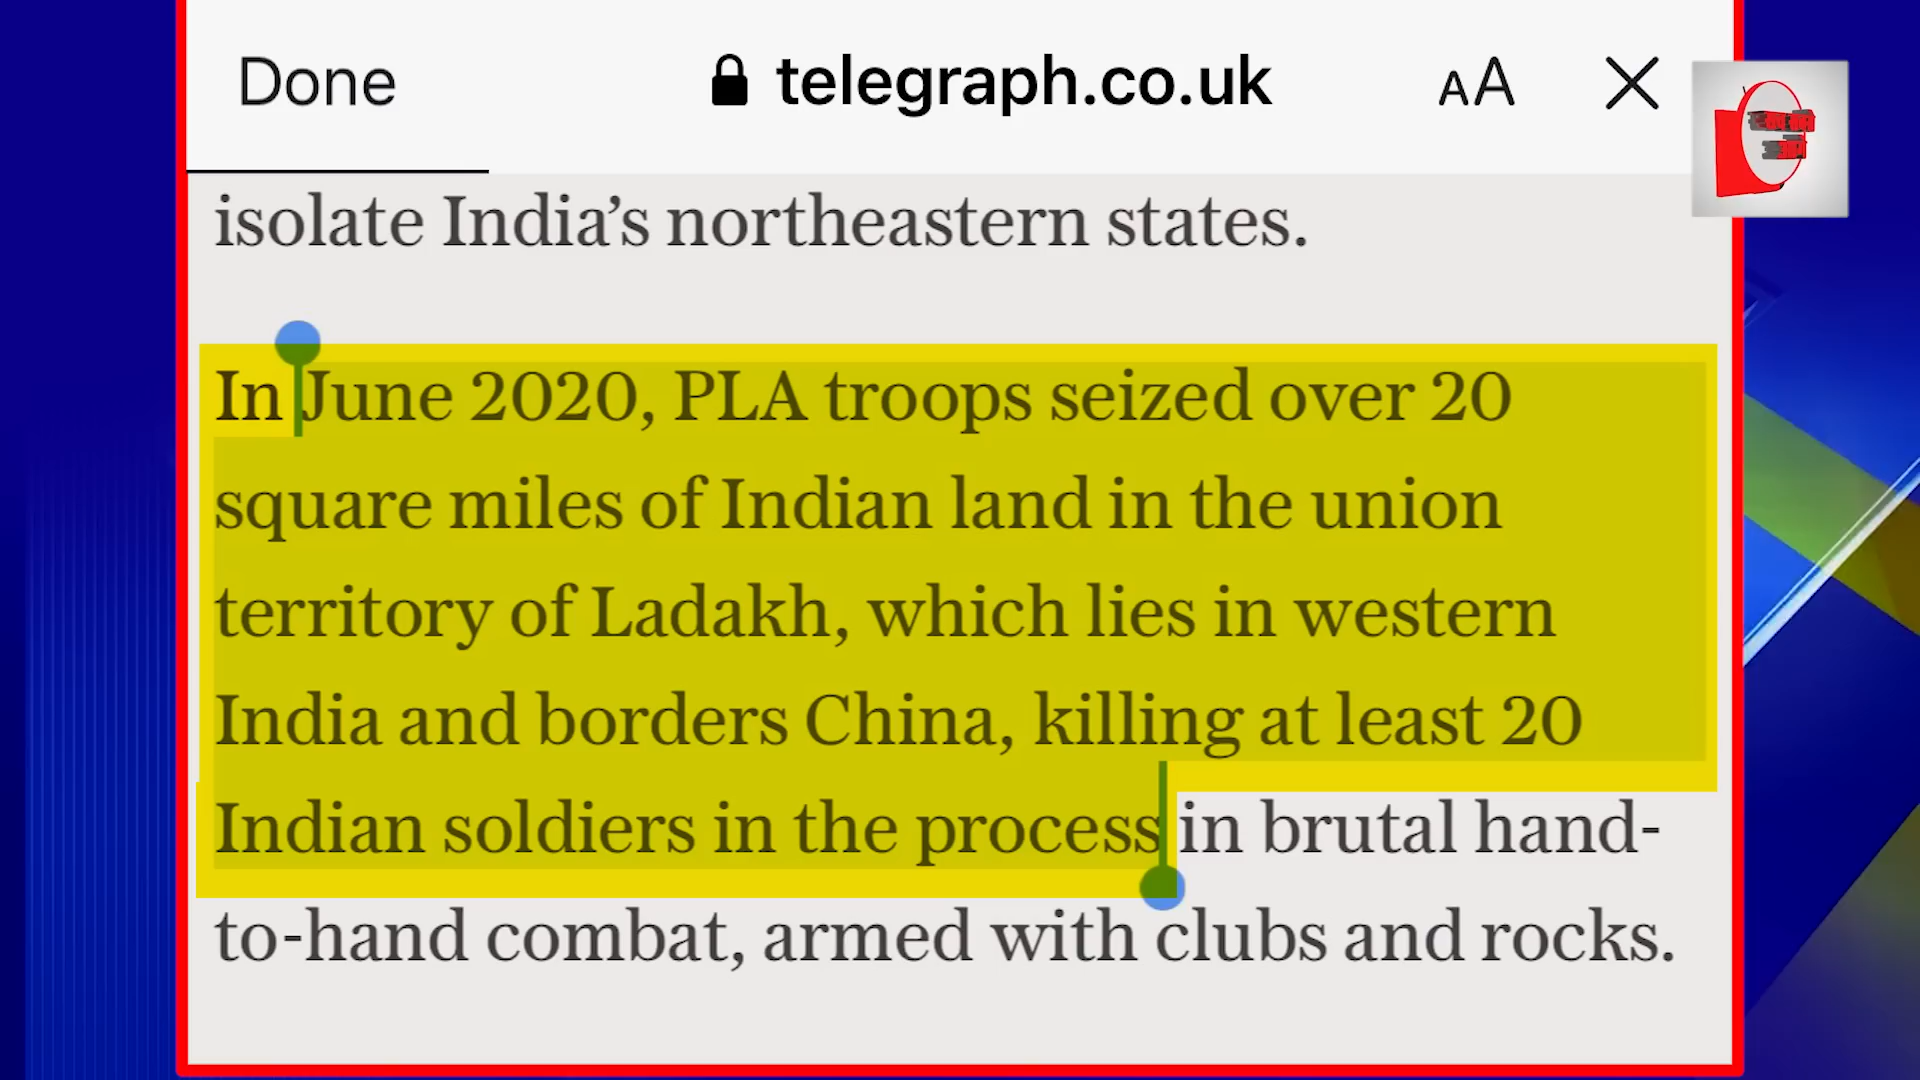 Done
telegraph.co.uk
AA
isolate India’s northeastern states.
In June 2020, PLA troops seized over 20
square miles of Indian land in the union
territory of Ladakh, which lies in western
India and borders China, killing at least 20
Indian soldiers in the process in brutal hand-
to-hand combat, armed with clubs and rocks.